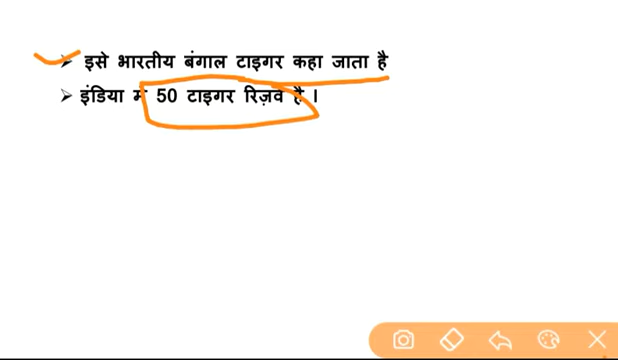 ➢ इसे भारतीय बंगाल टाइगर कहा जाता है
➢ इंडिया म 50 टाइगर रिज़व है ।